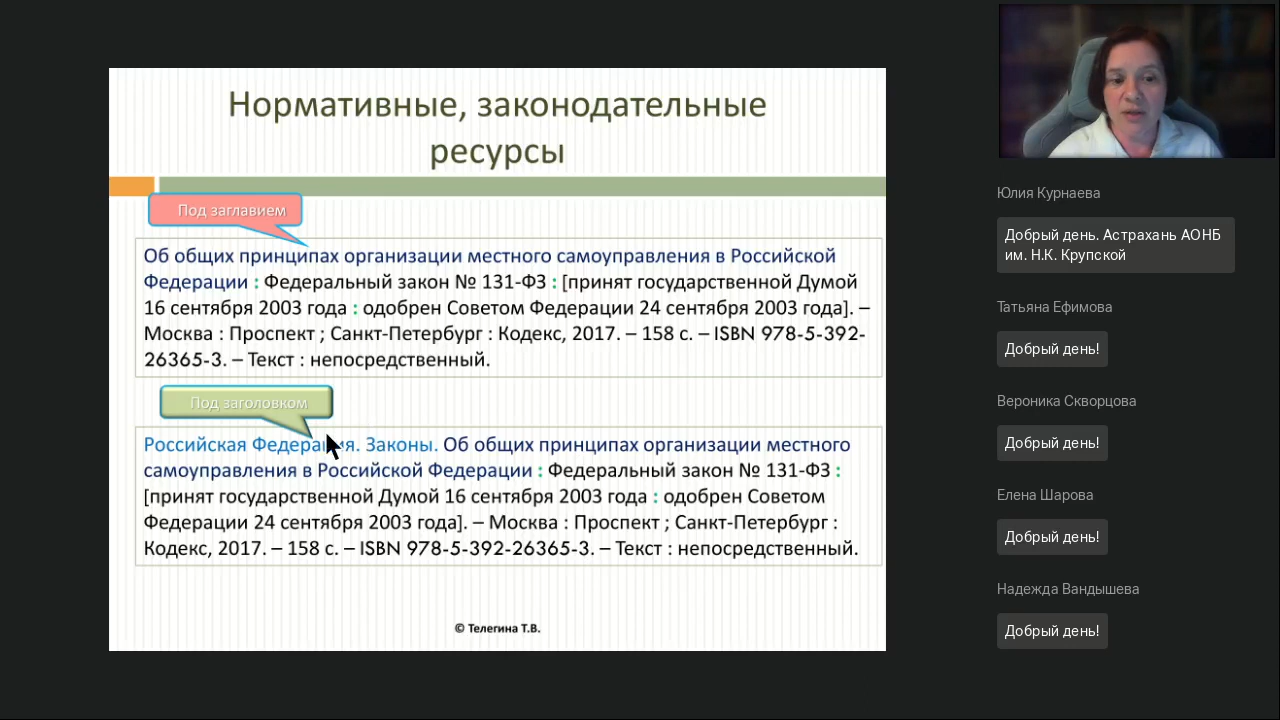 Нормативные, законодательные
ресурсы
Под заглавием
Об общих принципах организации местного самоуправления в Российской
Федерации : Федеральный закон № 131-ФЗ : [принят государственной Думой
16 сентября 2003 года : одобрен Советом Федерации 24 сентября 2003 года]. –
Москва : Проспект ; Санкт-Петербург : Кодекс, 2017. – 158 с. – ISBN 978-5-392-
26365-3. – Текст : непосредственный.
Под заголовком
Российская Федерация. Законы. Об общих принципах организации местного
самоуправления в Российской Федерации : Федеральный закон № 131-ФЗ :
[принят государственной Думой 16 сентября 2003 года : одобрен Советом
Федерации 24 сентября 2003 года]. – Москва : Проспект ; Санкт-Петербург :
Кодекс, 2017. – 158 с. – ISBN 978-5-392-26365-3. – Текст : непосредственный.
© Телегина Т.В.
Юлия Курнаева
Добрый день. Астрахань АОНБ
им. Н.К. Крупской
Татьяна Ефимова
Добрый день!
Вероника Скворцова
Добрый день!
Елена Шарова
Добрый день!
Надежда Вандышева
Добрый день!